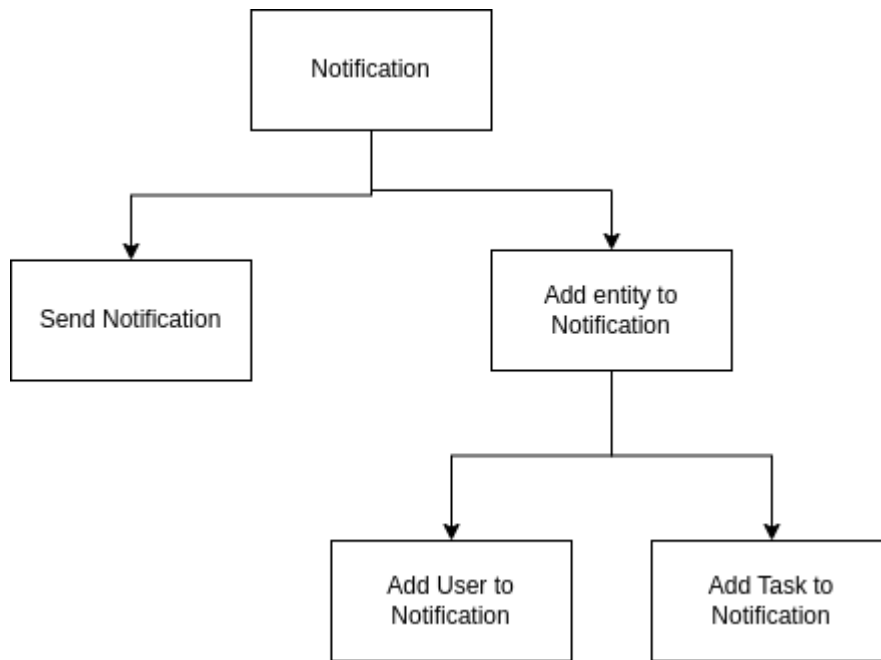 Notification
Send Notification
Add entity to
Notification
Add User to
Notification
Add Task to
Notification